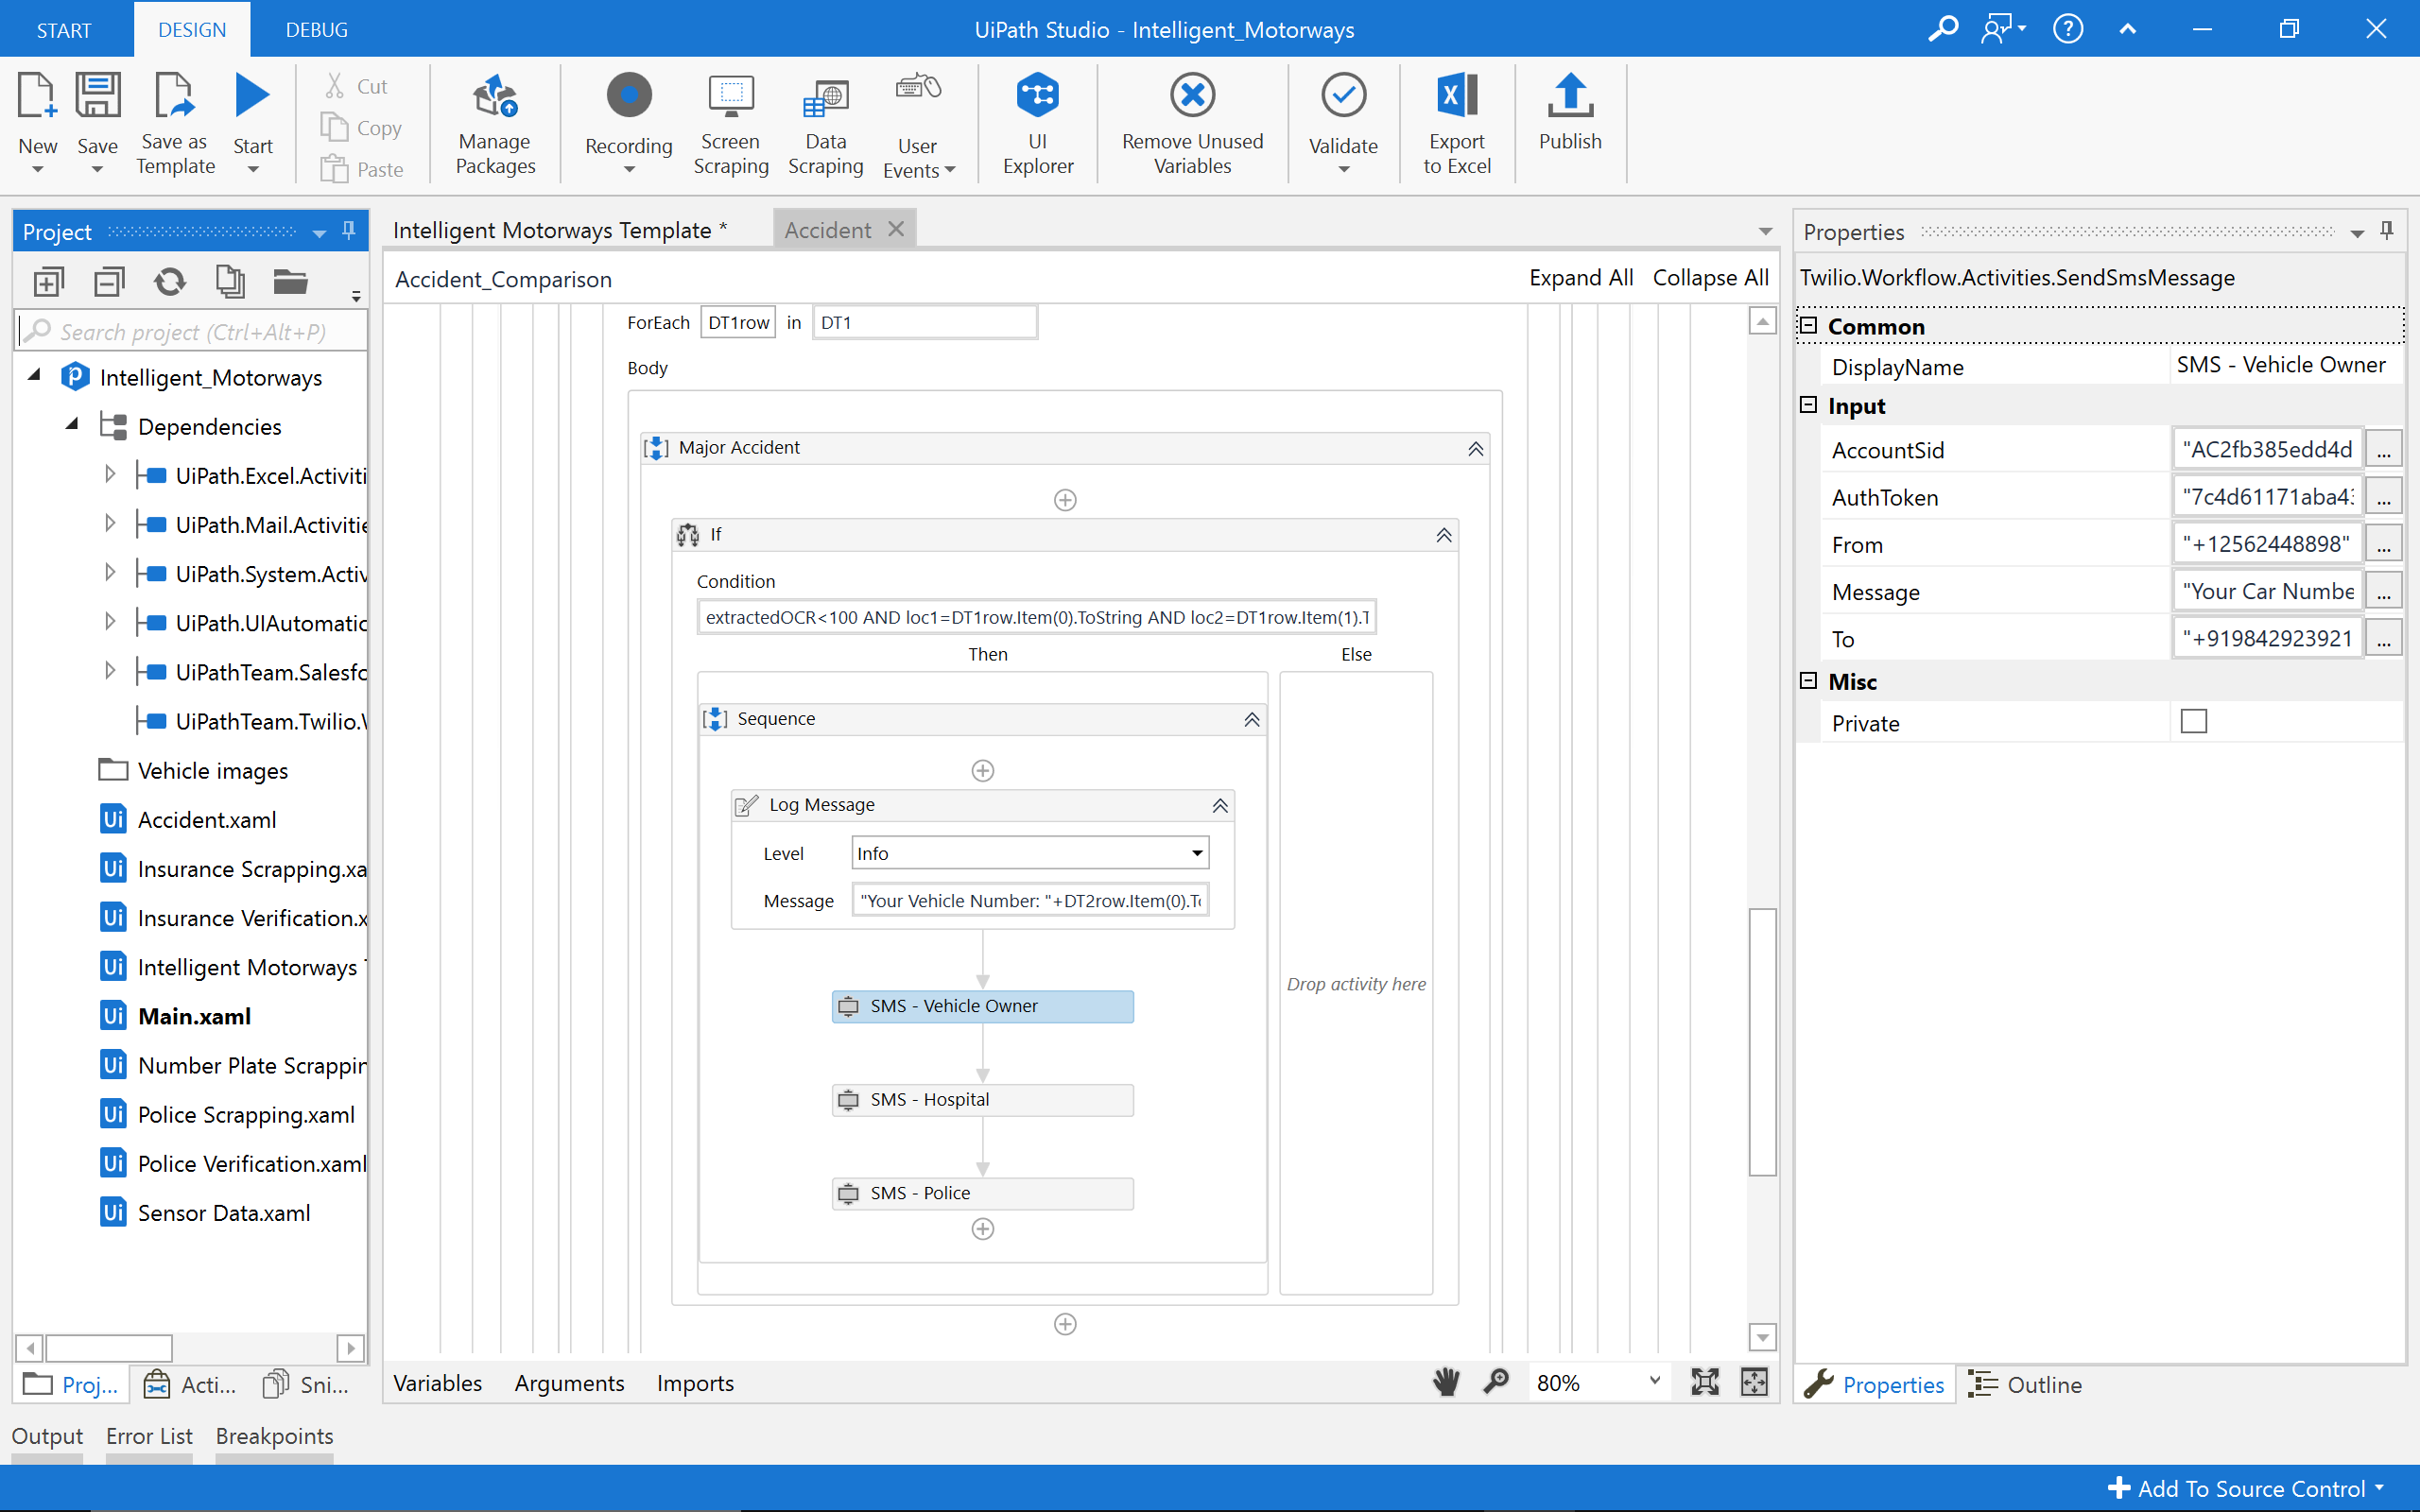 START
DESIGN
DEBUG
UiPath Studio - Intelligent_Motorways
New
Save
Save as Template
Start
Cut
Copy
Paste
Manage Packages
Recording
Screen Scraping
Data Scraping
User Events
UI Explorer
Remove Unused Variables
Validate
Export to Excel
Publish
Project
Search project (Ctrl+Alt+P)
Intelligent_Motorways
Dependencies
UiPath.Excel.Activiti
UiPath.Mail.Activitie
UiPath.System.Activ
UiPath.UIAutomatic
UiPathTeam.Salesfo
UiPathTeam.Twilio.
Vehicle images
Accident.xaml
Insurance Scrapping.xa
Insurance Verification.x
Intelligent Motorways
Main.xaml
Number Plate Scrappin
Police Scrapping.xaml
Police Verification.xaml
Sensor Data.xaml
Proj...
Acti...
Sni...
Intelligent Motorways Template *
Accident
Accident_Comparison
Expand All
Collapse All
ForEach DT1row in DT1
Body
Major Accident
If
Condition
extractedOCR<100 AND loc1=DT1row.Item(0).ToString AND loc2=DT1row.Item(1).T
Then
Else
Sequence
Log Message
Level Info
Message "Your Vehicle Number: "+DT2row.Item(0).To
SMS - Vehicle Owner
SMS - Hospital
SMS - Police
Drop activity here
Variables
Arguments
Imports
80%
Properties
Twilio.Workflow.Activities.SendSmsMessage
Common
DisplayName SMS - Vehicle Owner
Input
AccountSid "AC2fb385edd4d ...
AuthToken "7c4d61171aba43 ...
From "+12562448898" ...
Message "Your Car Numbe ...
To "+919842923921 ...
Misc
Private
Properties
Outline
Output
Error List
Breakpoints
Add To Source Control